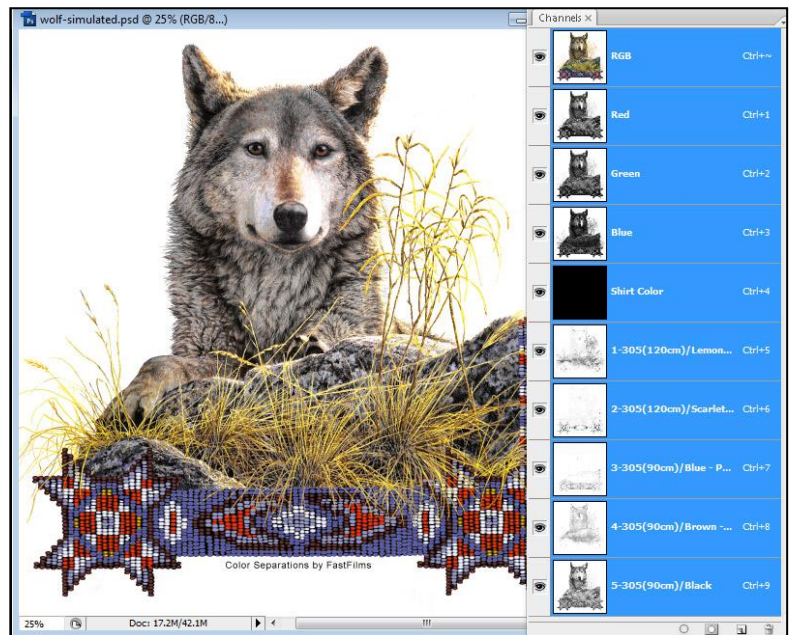 wolf-simulated.psd @ 25% (RGB/8...)
Channels ×
RGB Ctrl+~
Red Ctrl+1
Green Ctrl+2
Blue Ctrl+3
Shirt Color Ctrl+4
1-305(120cm)/Lemon... Ctrl+5
2-305(120cm)/Scarlet... Ctrl+6
3-305(90cm)/Blue - P... Ctrl+7
4-305(90cm)/Brown -... Ctrl+8
5-305(90cm)/Black Ctrl+9
Color Separations by FastFilms
25% Doc: 17.2M/42.1M